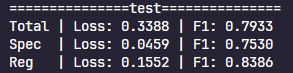 ===============test===============
Total | Loss: 0.3388 | F1: 0.7933
Spec  | Loss: 0.0459 | F1: 0.7530
Reg   | Loss: 0.1552 | F1: 0.8386